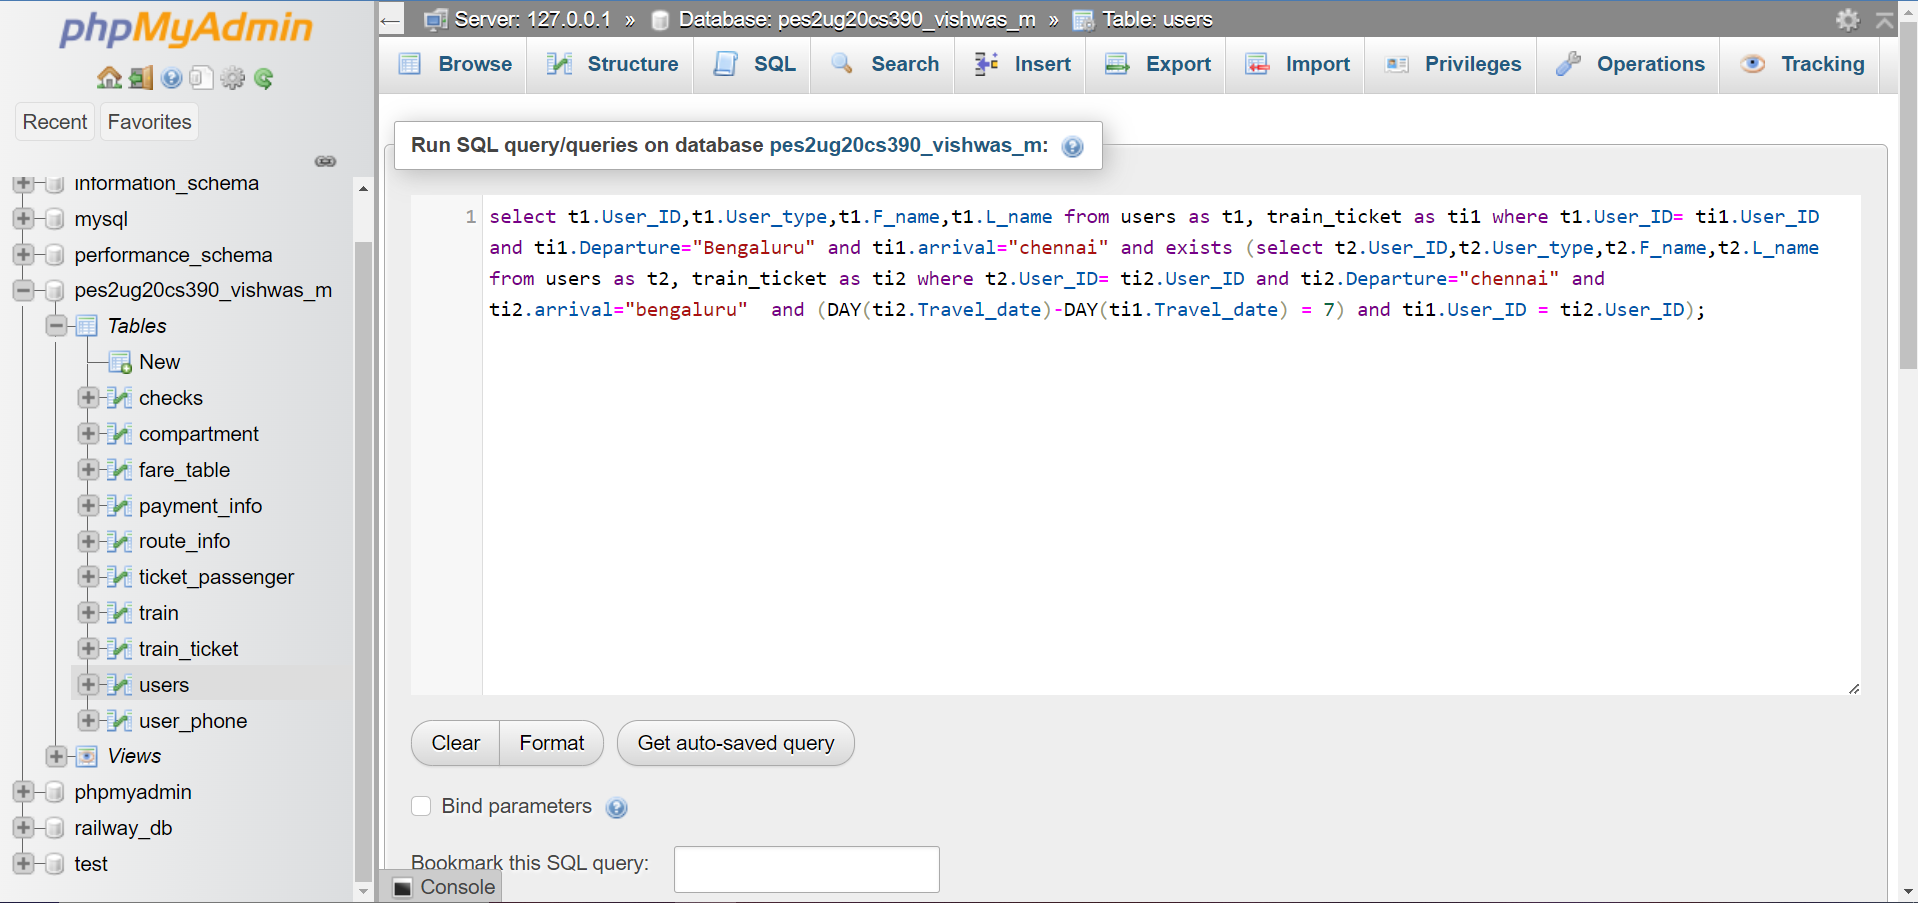 phpMyAdmin
Recent
Favorites
information_schema
mysql
performance_schema
pes2ug20cs390_vishwas_m
Tables
New
checks
compartment
fare_table
payment_info
route_info
ticket_passenger
train
train_ticket
users
user_phone
Views
phpmyadmin
railway_db
test
← Server: 127.0.0.1 » Database: pes2ug20cs390_vishwas_m » Table: users
Browse Structure SQL Search Insert Export Import Privileges Operations Tracking
Run SQL query/queries on database pes2ug20cs390_vishwas_m:
1 select t1.User_ID,t1.User_type,t1.F_name,t1.L_name from users as t1, train_ticket as ti1 where t1.User_ID= ti1.User_ID
and ti1.Departure="Bengaluru" and ti1.arrival="chennai" and exists (select t2.User_ID,t2.User_type,t2.F_name,t2.L_name
from users as t2, train_ticket as ti2 where t2.User_ID= ti2.User_ID and ti2.Departure="chennai" and
ti2.arrival="bengaluru"  and (DAY(ti2.Travel_date)-DAY(ti1.Travel_date) = 7) and ti1.User_ID = ti2.User_ID);
Clear Format Get auto-saved query
Bind parameters
Bookmark this SQL query:
Console